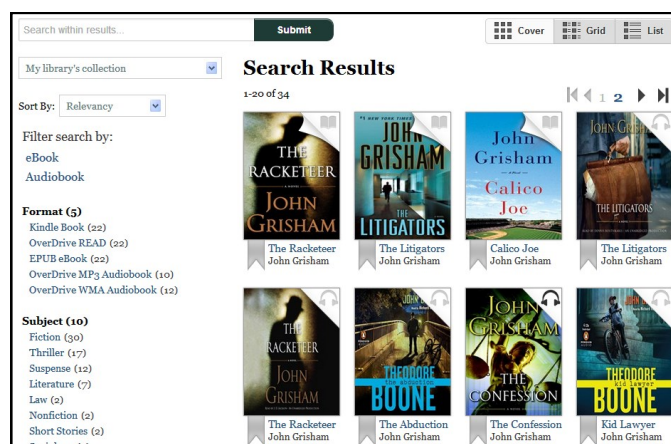 Search within results...
Submit
Cover
Grid
List
My library's collection
Search Results
1-20 of 34
1 2
Sort By: Relevancy
Filter search by:
eBook
Audiobook
Format (5)
Kindle Book (22)
OverDrive READ (22)
EPUB eBook (22)
OverDrive MP3 Audiobook (10)
OverDrive WMA Audiobook (12)
Subject (10)
Fiction (30)
Thriller (17)
Suspense (12)
Literature (7)
Law (2)
Nonfiction (2)
Short Stories (2)
THE
RACKETEER
JOHN
GRISHAM
The Racketeer
John Grisham
#1 NEW YORK TIMES
JOHN
GRISHAM
THE
LITIGATORS
The Litigators
John Grisham
John
Grisham
Calico
Joe
Calico Joe
John Grisham
THE LITIGATORS
The Litigators
John Grisham
THE
RACKETEER
JOHN
GRISHAM
The Racketeer
John Grisham
THEODORE
the abduction
BOONE
The Abduction
John Grisham
JOHN
GRISHAM
THE
CONFESSION
The Confession
John Grisham
THEODORE
kid lawyer
BOONE
Kid Lawyer
John Grisham